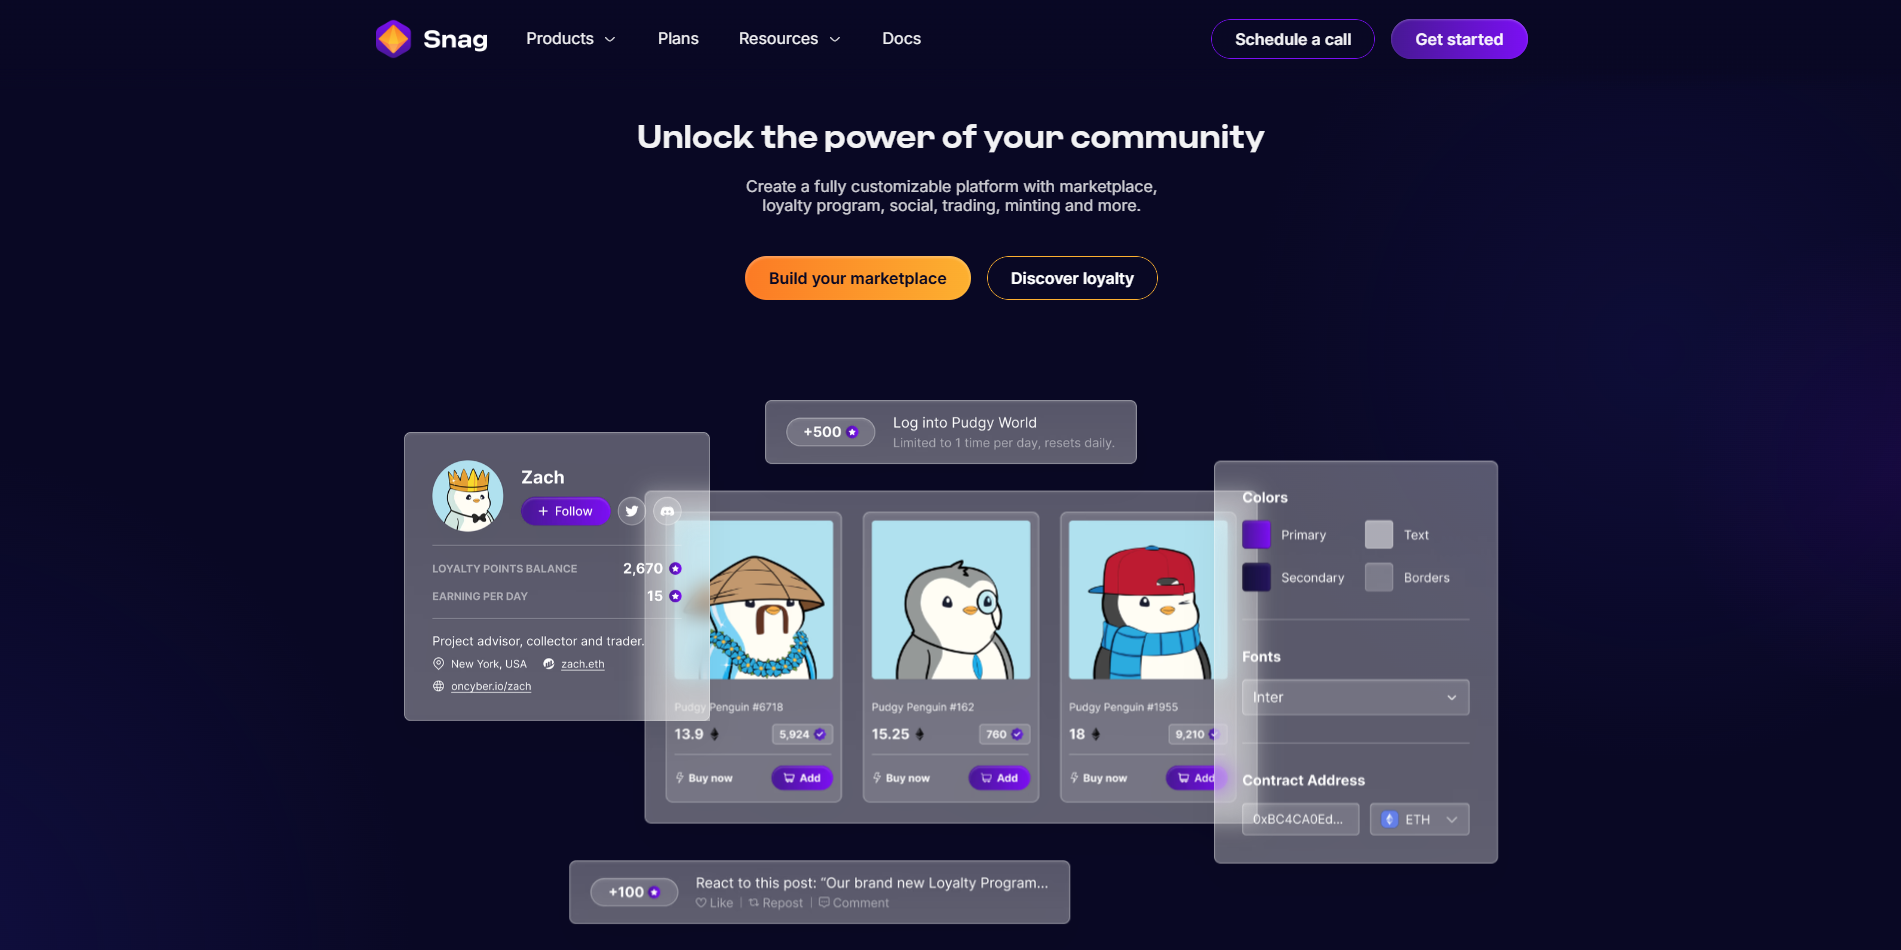 Snag
Products
Plans
Resources
Docs
Schedule a call
Get started
Unlock the power of your community
Create a fully customizable platform with marketplace,
loyalty program, social, trading, minting and more.
Build your marketplace
Discover loyalty
+500
Log into Pudgy World
Limited to 1 time per day, resets daily.
Zach
+ Follow
LOYALTY POINTS BALANCE
2,670
EARNING PER DAY
15
Project advisor, collector and trader.
New York, USA
zach.eth
oncyber.io/zach
Pudgy Penguin #6718
13.9
5,924
Buy now
Add
Pudgy Penguin #162
15.25
760
Buy now
Add
Pudgy Penguin #1955
18
9,210
Buy now
Add
Colors
Primary
Text
Secondary
Borders
Fonts
Inter
Contract Address
0xBC4CA0Ed...
ETH
+100
React to this post: “Our brand new Loyalty Program...
Like
Repost
Comment